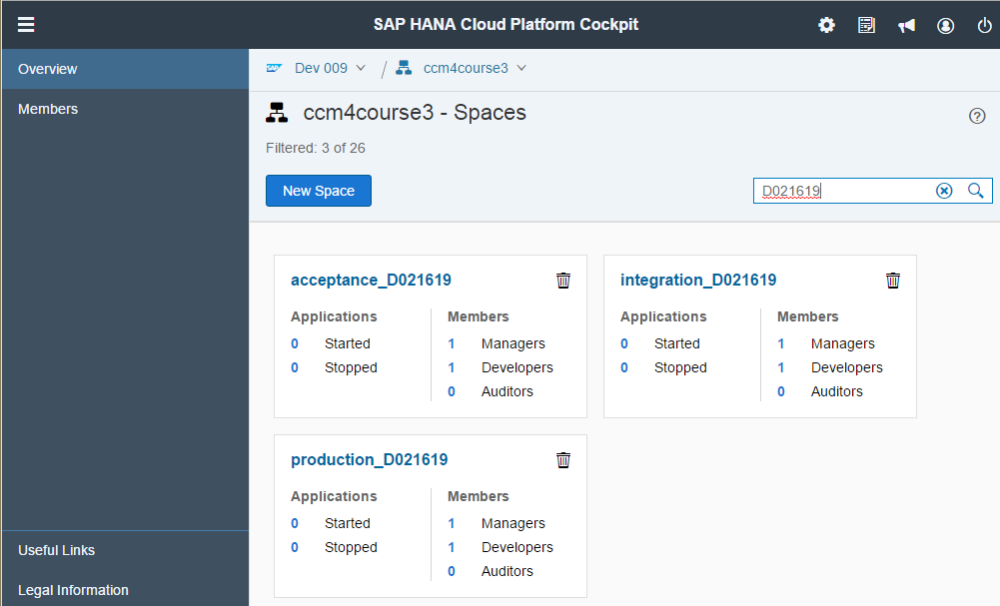 SAP HANA Cloud Platform Cockpit
Overview
Members
SAP Dev 009 / ccm4course3
ccm4course3 - Spaces
Filtered: 3 of 26
New Space
D021619
acceptance_D021619
Applications Members
0 Started 1 Managers
0 Stopped 1 Developers
0 Auditors
integration_D021619
Applications Members
0 Started 1 Managers
0 Stopped 1 Developers
0 Auditors
production_D021619
Applications Members
0 Started 1 Managers
0 Stopped 1 Developers
0 Auditors
Useful Links
Legal Information